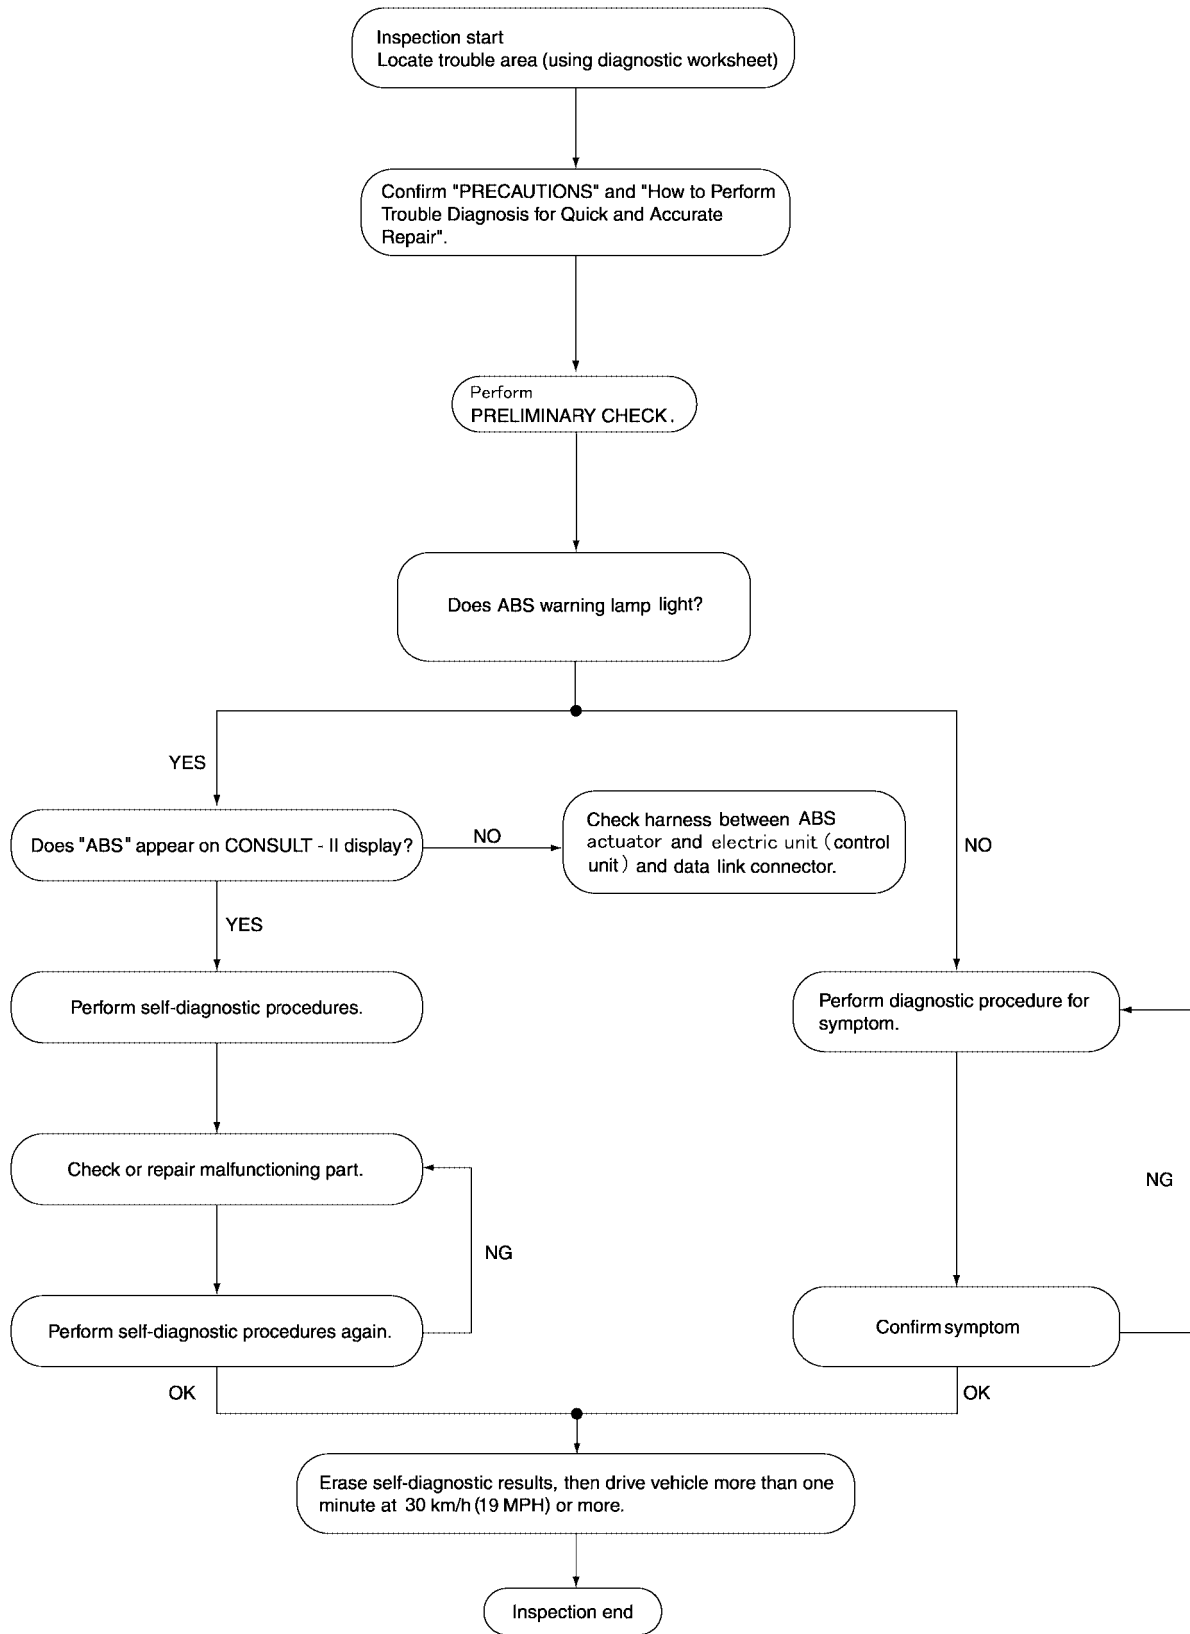 Inspection start
Locate trouble area (using diagnostic worksheet)
Confirm "PRECAUTIONS" and "How to Perform
Trouble Diagnosis for Quick and Accurate
Repair".
Perform
PRELIMINARY CHECK.
Does ABS warning lamp light?
YES
NO
Does "ABS" appear on CONSULT - II display?
NO
Check harness between ABS
actuator and electric unit (control
unit) and data link connector.
YES
Perform self-diagnostic procedures.
Perform diagnostic procedure for
symptom.
Check or repair malfunctioning part.
NG
NG
Perform self-diagnostic procedures again.
Confirm symptom
OK
OK
Erase self-diagnostic results, then drive vehicle more than one
minute at 30 km/h (19 MPH) or more.
Inspection end